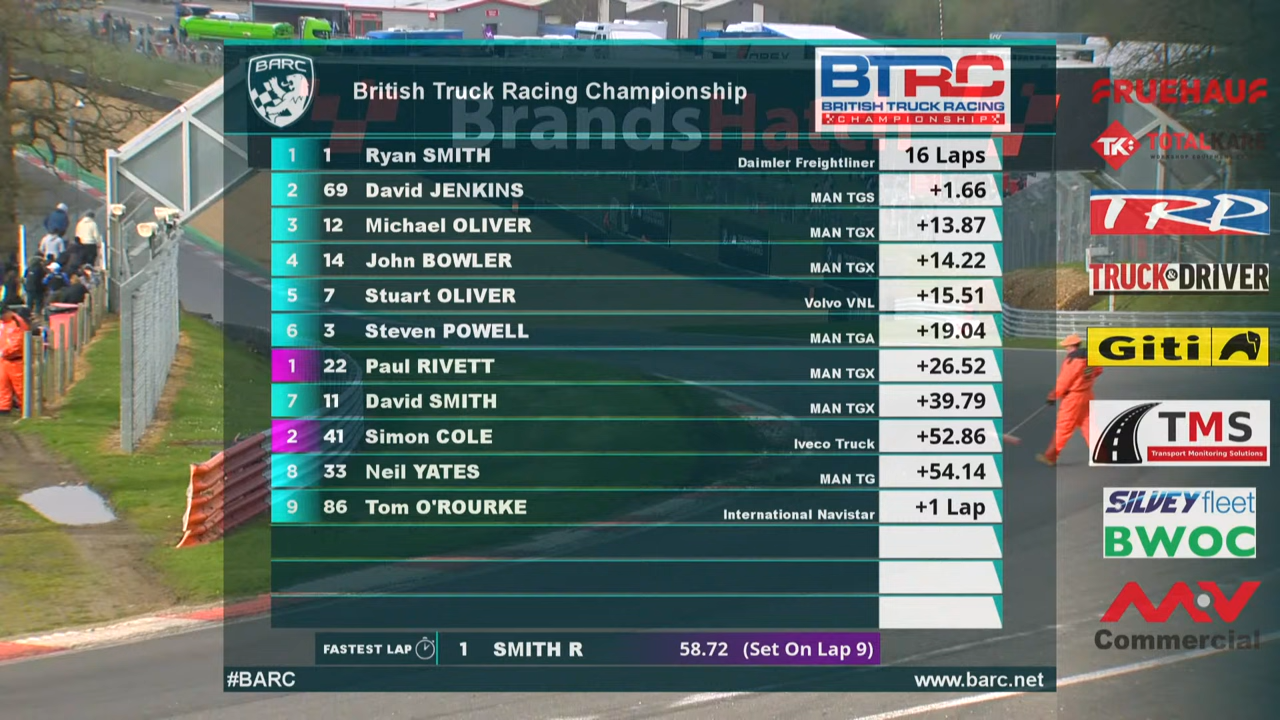 BARC
British Truck Racing Championship
BTRC
BRITISH TRUCK RACING
CHAMPIONSHIP
BrandsHatch
1 1 Ryan SMITH Daimler Freightliner 16 Laps
2 69 David JENKINS MAN TGS +1.66
3 12 Michael OLIVER MAN TGX +13.87
4 14 John BOWLER MAN TGX +14.22
5 7 Stuart OLIVER Volvo VNL +15.51
6 3 Steven POWELL MAN TGA +19.04
1 22 Paul RIVETT MAN TGX +26.52
7 11 David SMITH MAN TGX +39.79
2 41 Simon COLE Iveco Truck +52.86
8 33 Neil YATES MAN TG +54.14
9 86 Tom O'ROURKE International Navistar +1 Lap
FASTEST LAP 1 SMITH R 58.72 (Set On Lap 9)
#BARC www.barc.net
FRUEHAUF
TK: TOTALKARE
TRP
TRUCK & DRIVER
Giti
TMS
Transport Monitoring Solutions
SILVEY fleet
BWOC
MV
Commercial